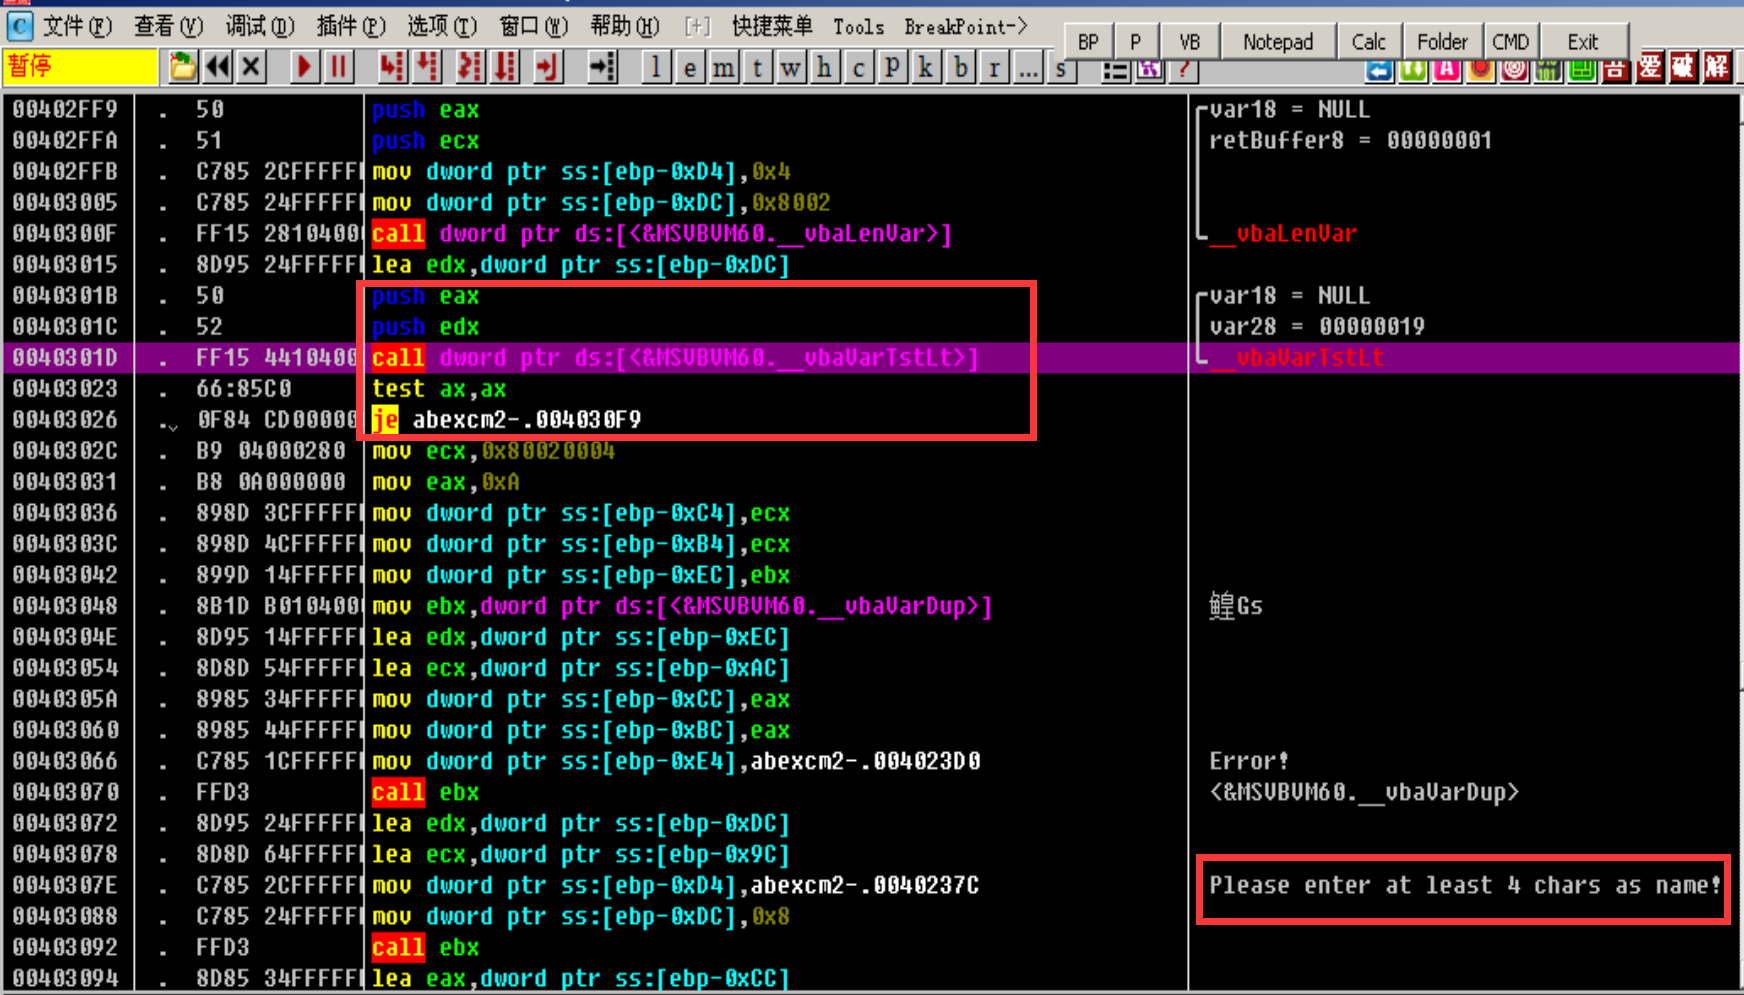 C 文件(F) 查看(V) 调试(D) 插件(P) 选项(T) 窗口(W) 帮助(H) [+] 快捷菜单 Tools BreakPoint->
BP P VB Notepad Calc Folder CMD Exit
暂停 l e m t w h c P k b r ... s ? A 吾 爱 破 解
00402FF9 . 50 push eax var18 = NULL
00402FFA . 51 push ecx retBuffer8 = 00000001
00402FFB . C785 2CFFFFFF mov dword ptr ss:[ebp-0xD4],0x4
00403005 . C785 24FFFFFF mov dword ptr ss:[ebp-0xDC],0x8002
0040300F . FF15 28104000 call dword ptr ds:[<&MSVBVM60.__vbaLenVar>] __vbaLenVar
00403015 . 8D95 24FFFFFF lea edx,dword ptr ss:[ebp-0xDC]
0040301B . 50 push eax var18 = NULL
0040301C . 52 push edx var28 = 00000019
0040301D . FF15 44104000 call dword ptr ds:[<&MSVBVM60.__vbaVarTstLt>] __vbaVarTstLt
00403023 . 66:85C0 test ax,ax
00403026 . 0F84 CD000000 je abexcm2-.004030F9
0040302C . B9 04000280 mov ecx,0x80020004
00403031 . B8 0A000000 mov eax,0xA
00403036 . 898D 3CFFFFFF mov dword ptr ss:[ebp-0xC4],ecx
0040303C . 898D 4CFFFFFF mov dword ptr ss:[ebp-0xB4],ecx
00403042 . 899D 14FFFFFF mov dword ptr ss:[ebp-0xEC],ebx
00403048 . 8B1D B0104000 mov ebx,dword ptr ds:[<&MSVBVM60.__vbaVarDup>] 鳇Gs
0040304E . 8D95 14FFFFFF lea edx,dword ptr ss:[ebp-0xEC]
00403054 . 8D8D 54FFFFFF lea ecx,dword ptr ss:[ebp-0xAC]
0040305A . 8985 34FFFFFF mov dword ptr ss:[ebp-0xCC],eax
00403060 . 8985 44FFFFFF mov dword ptr ss:[ebp-0xBC],eax
00403066 . C785 1CFFFFFF mov dword ptr ss:[ebp-0xE4],abexcm2-.004023D0 Error!
00403070 . FFD3 call ebx <&MSVBVM60.__vbaVarDup>
00403072 . 8D95 24FFFFFF lea edx,dword ptr ss:[ebp-0xDC]
00403078 . 8D8D 64FFFFFF lea ecx,dword ptr ss:[ebp-0x9C]
0040307E . C785 2CFFFFFF mov dword ptr ss:[ebp-0xD4],abexcm2-.0040237C Please enter at least 4 chars as name!
00403088 . C785 24FFFFFF mov dword ptr ss:[ebp-0xDC],0x8
00403092 . FFD3 call ebx
00403094 . 8D85 34FFFFFF lea eax,dword ptr ss:[ebp-0xCC]